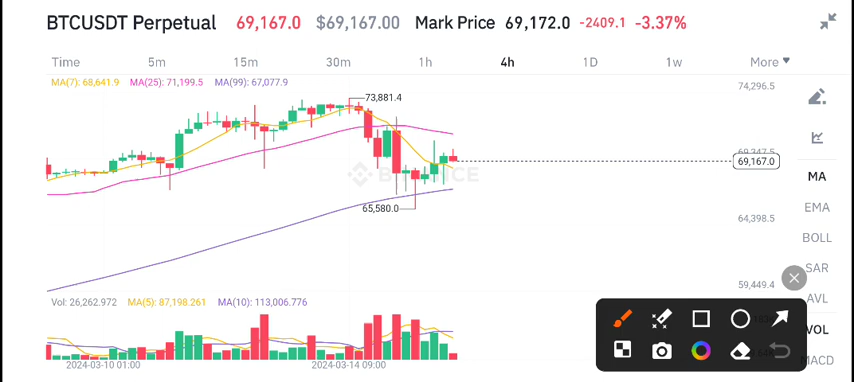 BTCUSDT Perpetual 69,167.0 $69,167.00 Mark Price 69,172.0 -2409.1 -3.37%
Time 5m 15m 30m 1h 4h 1D 1w More
MA(7): 68,641.9 MA(25): 71,199.5 MA(99): 67,077.9
74,296.5
73,881.4
69,347.5
69,167.0
BINANCE
MA
65,580.0
EMA
64,398.5
BOLL
SAR
59,449.4
AVL
Vol: 26,262.972 MA(5): 87,198.261 MA(10): 113,006.776
VOL
MACD
2024-03-10 01:00 2024-03-14 09:00